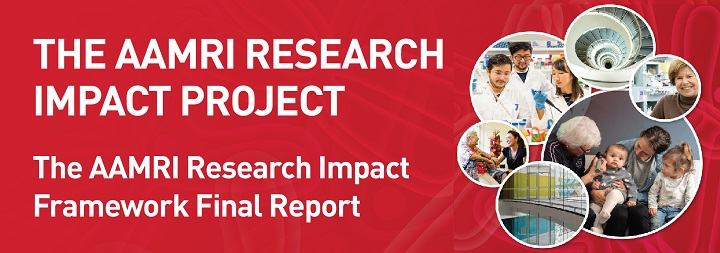 THE AAMRI RESEARCH
IMPACT PROJECT
The AAMRI Research Impact
Framework Final Report